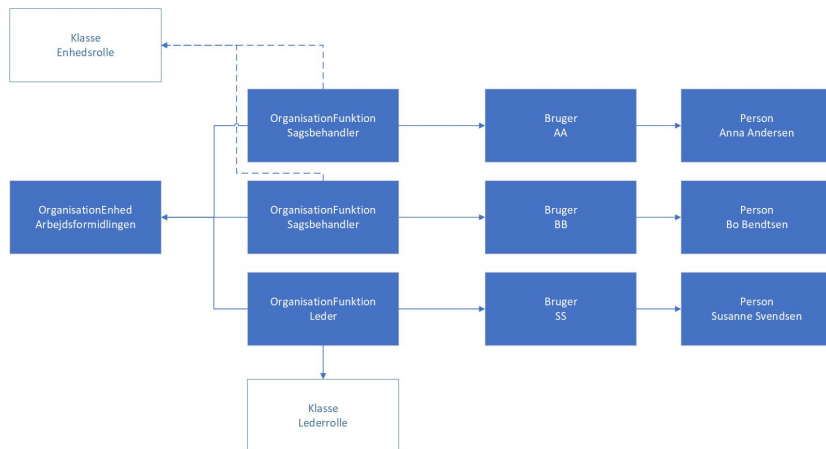 Klasse
Enhedsrolle
OrganisationFunktion
Sagsbehandler
Bruger
AA
Person
Anna Andersen
OrganisationEnhed
Arbejdsformidlingen
OrganisationFunktion
Sagsbehandler
Bruger
BB
Person
Bo Bendtsen
OrganisationFunktion
Leder
Bruger
SS
Person
Susanne Svendsen
Klasse
Lederrolle